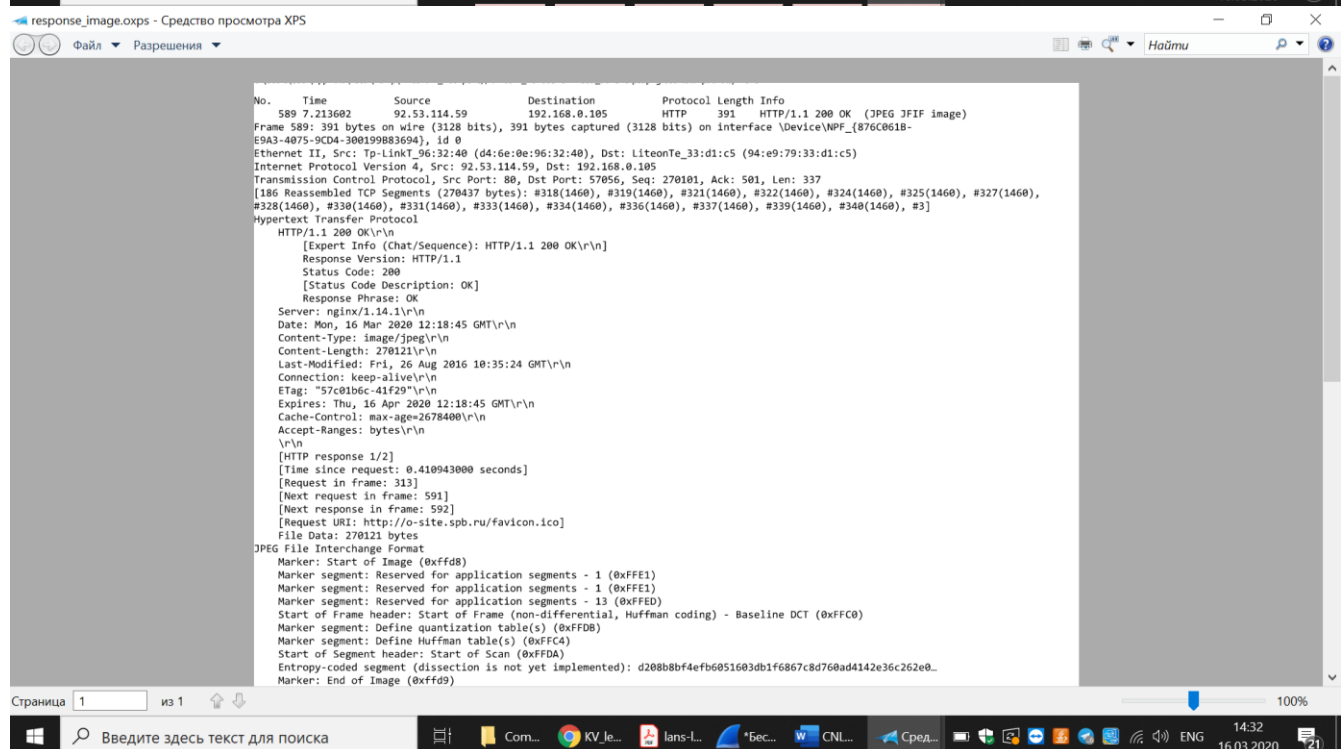 response_image.oxps - Средство просмотра XPS
Файл Разрешения Найти
No. Time Source Destination Protocol Length Info
589 7.213602 92.53.114.59 192.168.0.105 HTTP 391 HTTP/1.1 200 OK (JPEG JFIF image)
Frame 589: 391 bytes on wire (3128 bits), 391 bytes captured (3128 bits) on interface \Device\NPF_{876C061B-
E9A3-4075-9CD4-300199B83694}, id 0
Ethernet II, Src: Tp-LinkT_96:32:40 (d4:6e:0e:96:32:40), Dst: LiteonTe_33:d1:c5 (94:e9:79:33:d1:c5)
Internet Protocol Version 4, Src: 92.53.114.59, Dst: 192.168.0.105
Transmission Control Protocol, Src Port: 80, Dst Port: 57056, Seq: 270101, Ack: 501, Len: 337
[186 Reassembled TCP Segments (270437 bytes): #318(1460), #319(1460), #321(1460), #322(1460), #324(1460), #325(1460), #327(1460),
#328(1460), #330(1460), #331(1460), #333(1460), #334(1460), #336(1460), #337(1460), #339(1460), #340(1460), #3]
Hypertext Transfer Protocol
HTTP/1.1 200 OK\r\n
[Expert Info (Chat/Sequence): HTTP/1.1 200 OK\r\n]
Response Version: HTTP/1.1
Status Code: 200
[Status Code Description: OK]
Response Phrase: OK
Server: nginx/1.14.1\r\n
Date: Mon, 16 Mar 2020 12:18:45 GMT\r\n
Content-Type: image/jpeg\r\n
Content-Length: 270121\r\n
Last-Modified: Fri, 26 Aug 2016 10:35:24 GMT\r\n
Connection: keep-alive\r\n
ETag: "57c01b6c-41f29"\r\n
Expires: Thu, 16 Apr 2020 12:18:45 GMT\r\n
Cache-Control: max-age=2678400\r\n
Accept-Ranges: bytes\r\n
\r\n
[HTTP response 1/2]
[Time since request: 0.410943000 seconds]
[Request in frame: 313]
[Next request in frame: 591]
[Next response in frame: 592]
[Request URI: http://o-site.spb.ru/favicon.ico]
File Data: 270121 bytes
JPEG File Interchange Format
Marker: Start of Image (0xffd8)
Marker segment: Reserved for application segments - 1 (0xFFE1)
Marker segment: Reserved for application segments - 1 (0xFFE1)
Marker segment: Reserved for application segments - 13 (0xFFED)
Start of Frame header: Start of Frame (non-differential, Huffman coding) - Baseline DCT (0xFFC0)
Marker segment: Define quantization table(s) (0xFFDB)
Marker segment: Define Huffman table(s) (0xFFC4)
Start of Segment header: Start of Scan (0xFFDA)
Entropy-coded segment (dissection is not yet implemented): d208b8bf4efb6051603db1f6867c8d760ad4142e36c262e0…
Marker: End of Image (0xffd9)
Страница 1 из 1 100%
Введите здесь текст для поиска Com... KV_le... lans-l... *Бес... CNL... Сред... ENG 14:32
16.03.2020 21